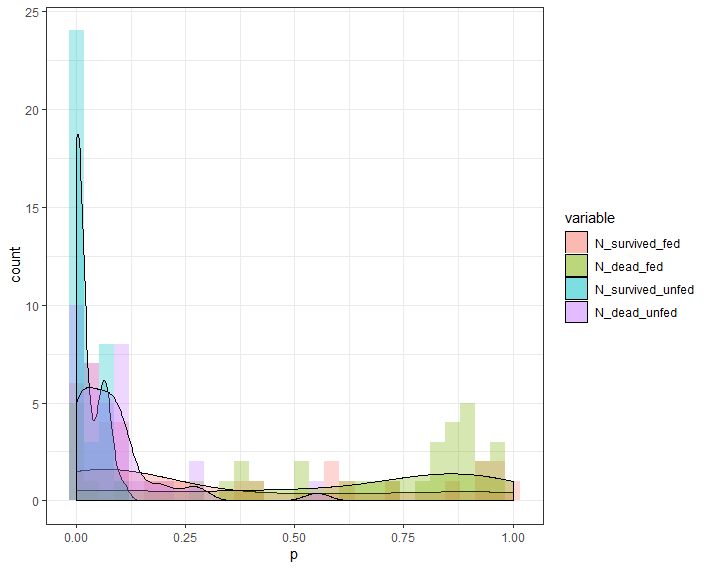 25
20
15
10
5
0
count
0.00 0.25 0.50 0.75 1.00
p
variable
N_survived_fed
N_dead_fed
N_survived_unfed
N_dead_unfed